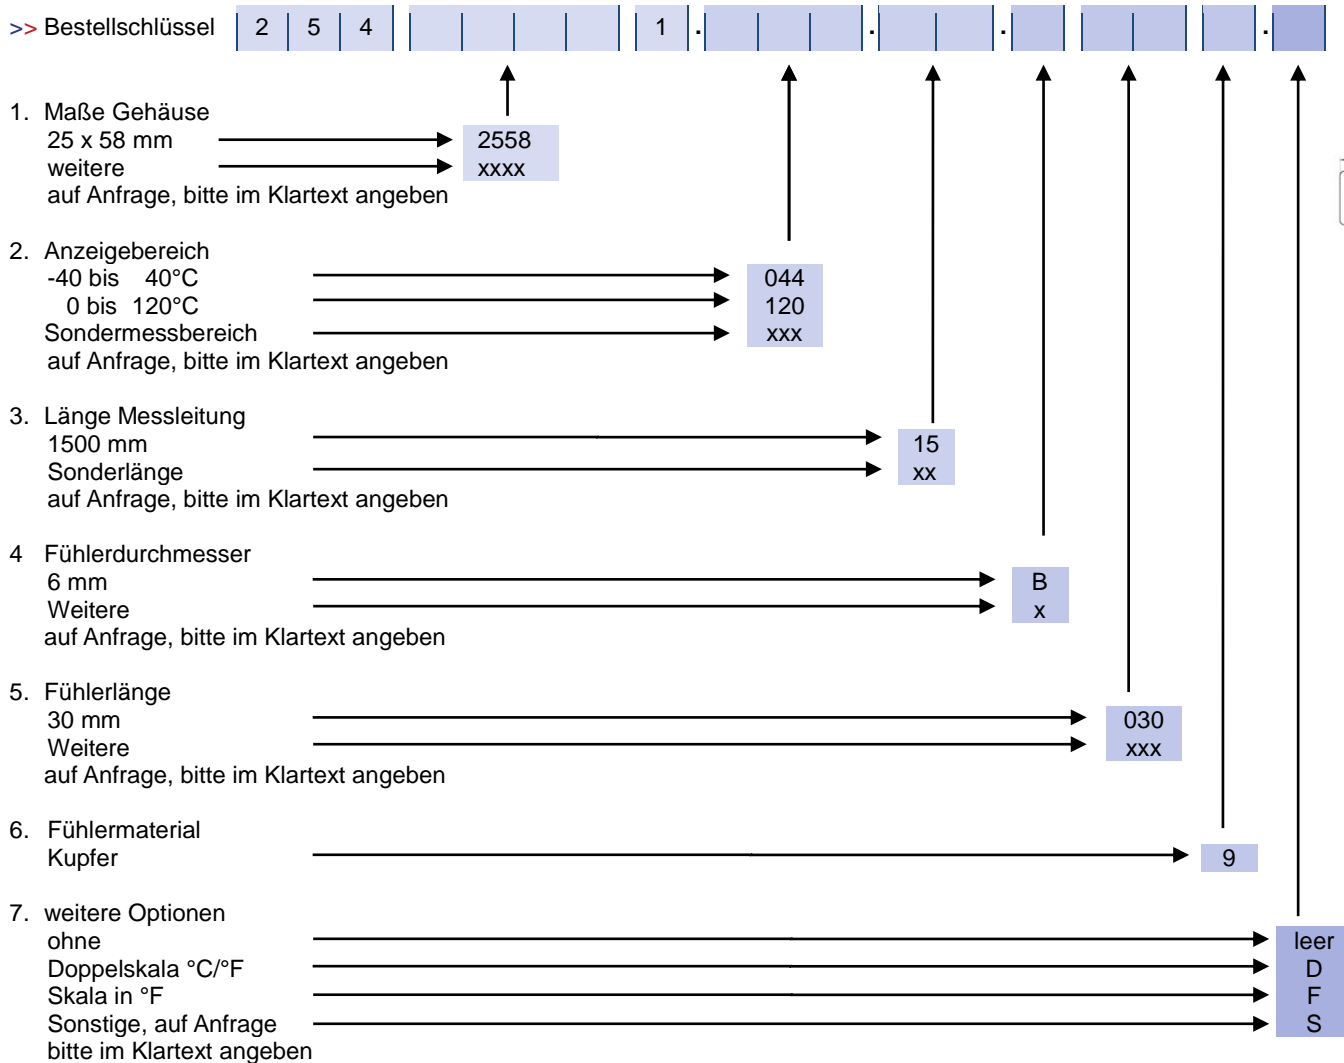 >> Bestellschlüssel 2 5 4 1 . . . .
1. Maße Gehäuse
25 x 58 mm 2558
weitere xxxx
auf Anfrage, bitte im Klartext angeben
2. Anzeigebereich
-40 bis 40°C 044
0 bis 120°C 120
Sondermessbereich xxx
auf Anfrage, bitte im Klartext angeben
3. Länge Messleitung
1500 mm 15
Sonderlänge xx
auf Anfrage, bitte im Klartext angeben
4 Fühlerdurchmesser
6 mm B
Weitere x
auf Anfrage, bitte im Klartext angeben
5. Fühlerlänge
30 mm 030
Weitere xxx
auf Anfrage, bitte im Klartext angeben
6. Fühlermaterial
Kupfer 9
7. weitere Optionen
ohne leer
Doppelskala °C/°F D
Skala in °F F
Sonstige, auf Anfrage S
bitte im Klartext angeben